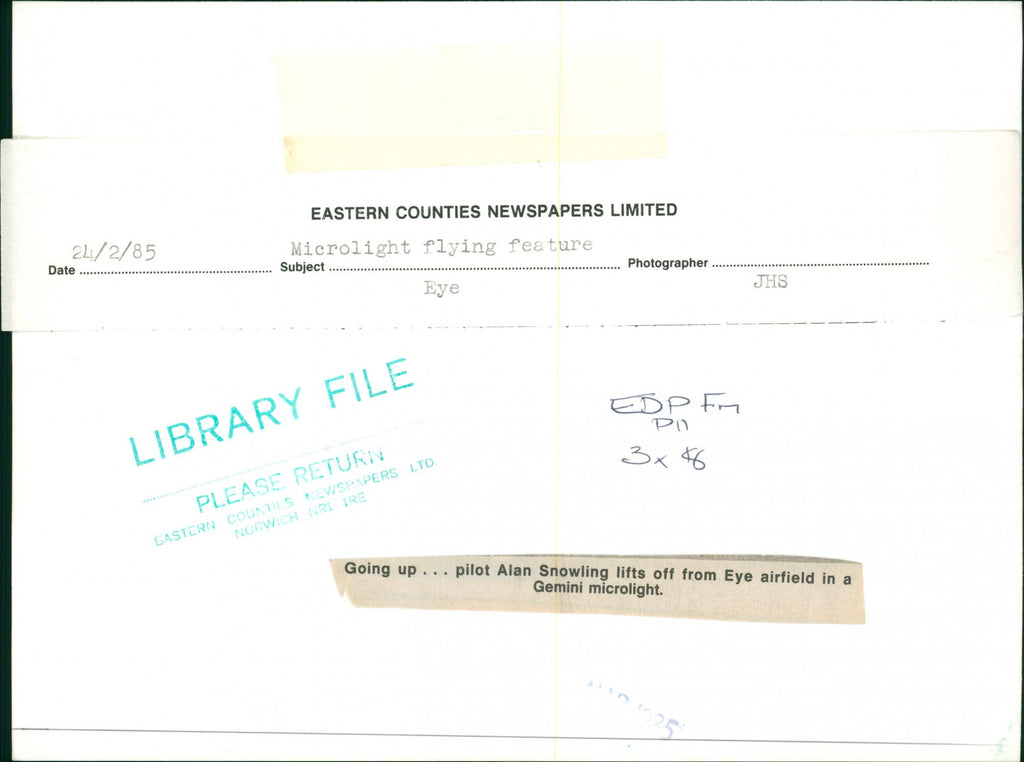 EASTERN COUNTIES NEWSPAPERS LIMITED
Date 24/2/85 Subject Microlight flying feature Photographer
Eye JHS
LIBRARY FILE
PLEASE RETURN
EASTERN COUNTIES NEWSPAPERS LTD.
NORWICH NR1 1RE
EDP Fm
3x
Going up . . . pilot Alan Snowling lifts off from Eye airfield in a
Gemini microlight.